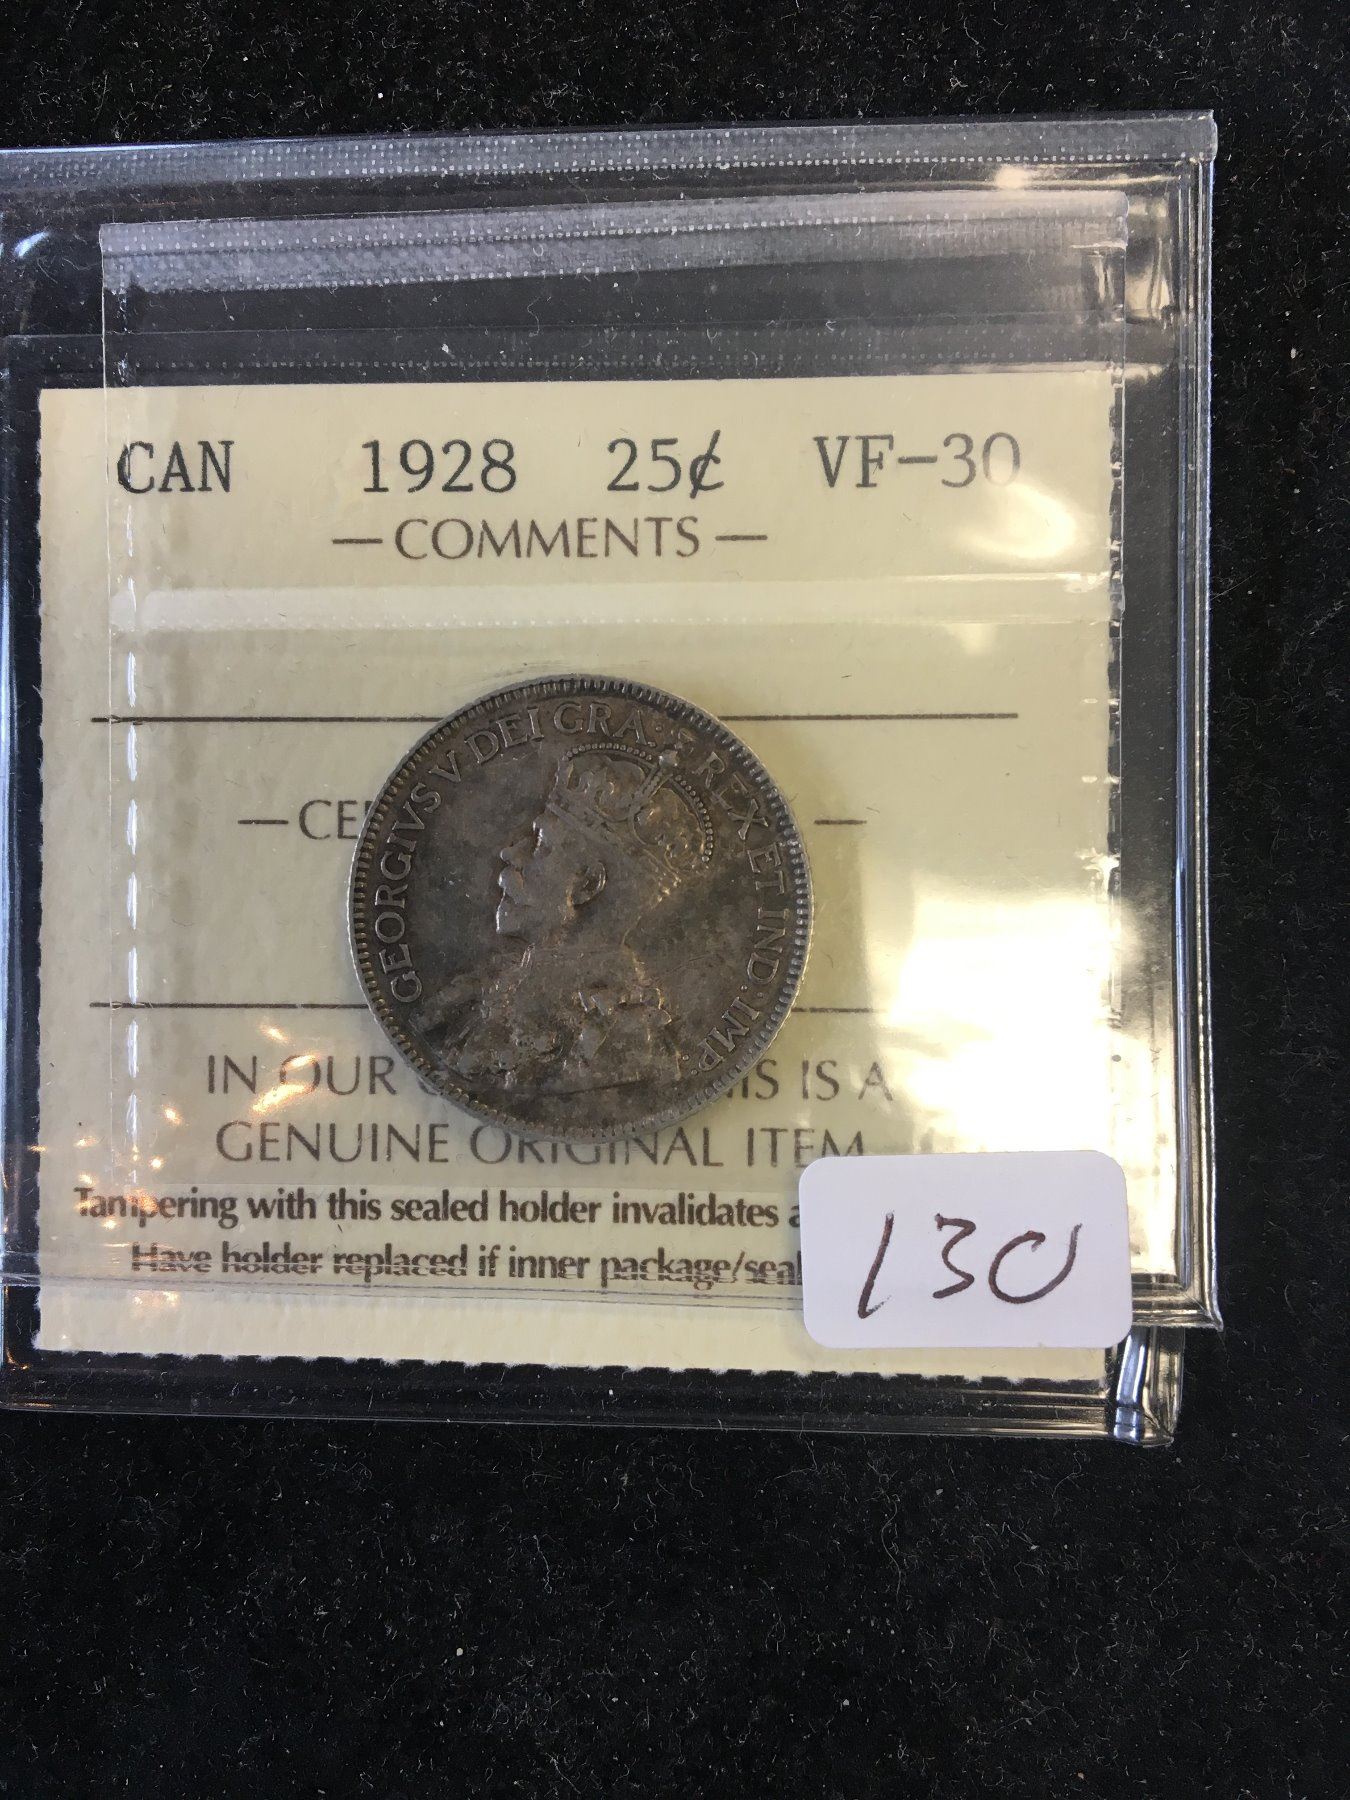 CAN 1928 25¢ VF-30
— COMMENTS —
GEORGIVS V DEI GRA: REX ET IND: IMP:
IN OUR IS IS A
GENUINE ORIGINAL ITEM
Tampering with this sealed holder invalidates
Have holder replaced if inner package/seal
130